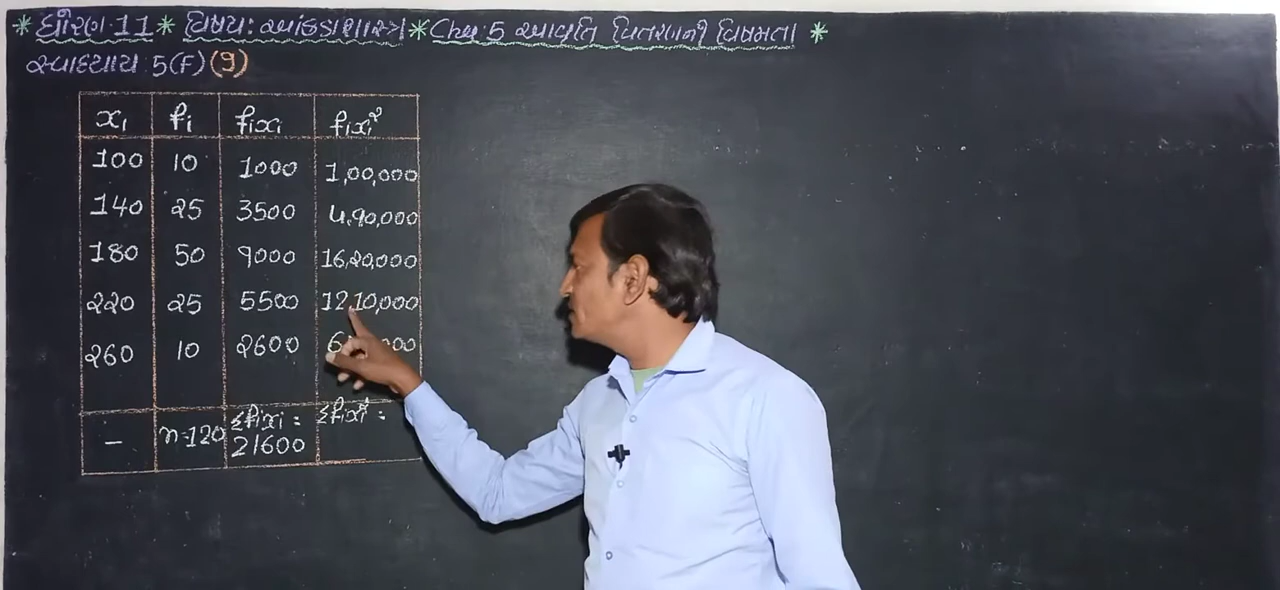 * ધોરણ: 11 * વિષય: આંકડાશાસ્ત્ર * Ch: 5 આવૃત્તિ વિતરણની વિષમતા *
સ્વાધ્યાય: 5(F) (9)
xi fi fixi fixi²
100 10 1000 1,00,000
140 25 3500 4,90,000
180 50 9000 16,20,000
220 25 5500 12,10,000
260 10 2600
– n=120 Σfixi = 21600 Σfixi² =